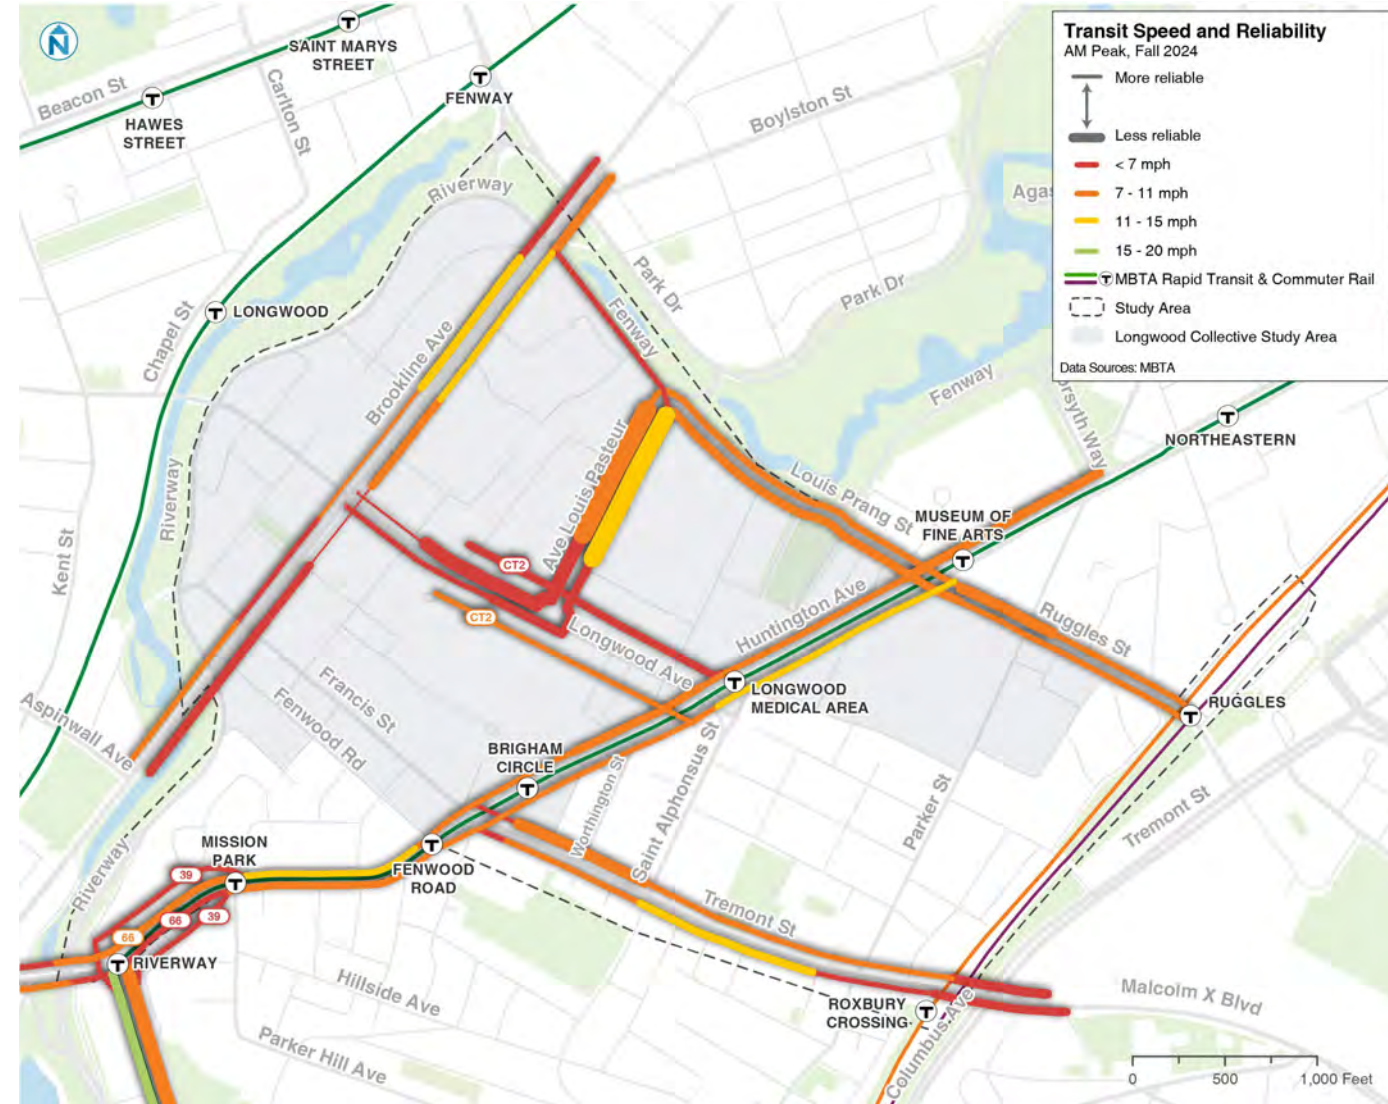 N
SAINT MARYS
STREET
Beacon St
HAWES
STREET
Carlton St
FENWAY
Boylston St
Riverway
Transit Speed and Reliability
AM Peak, Fall 2024
More reliable
Less reliable
< 7 mph
7 - 11 mph
11 - 15 mph
15 - 20 mph
T MBTA Rapid Transit & Commuter Rail
Study Area
Longwood Collective Study Area
Data Sources: MBTA
Agas
Park Dr
Park Dr
LONGWOOD
Chapel St
Fenway
Brookline Ave
Fenway
orsyth Way
NORTHEASTERN
Riverway
Ave Louis Pasteur
Louis Prang St
MUSEUM OF
FINE ARTS
Kent St
CT2
CT2
Huntington Ave
Ruggles St
Longwood Ave
LONGWOOD
MEDICAL AREA
RUGGLES
Francis St
Fenwood Rd
Aspinwall Ave
BRIGHAM
CIRCLE
Worthington St
Saint Alphonsus St
Parker St
Tremont St
MISSION
PARK
FENWOOD
ROAD
Riverway
39
66
39
66
Tremont St
RIVERWAY
Hillside Ave
Parker Hill Ave
ROXBURY
CROSSING
Columbus Ave
Malcolm X Blvd
0 500 1,000 Feet